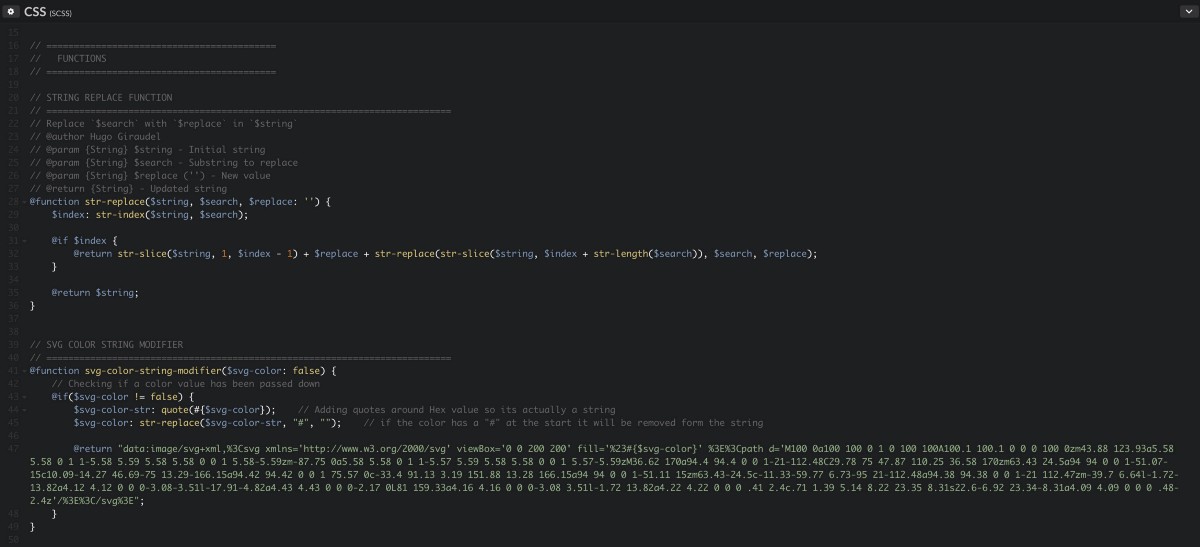 CSS (SCSS)
15
16 // ==========================================
17 //   FUNCTIONS
18 // ==========================================
19
20 // STRING REPLACE FUNCTION
21 // ==========================================================================
22 // Replace `$search` with `$replace` in `$string`
23 // @author Hugo Giraudel
24 // @param {String} $string - Initial string
25 // @param {String} $search - Substring to replace
26 // @param {String} $replace ('') - New value
27 // @return {String} - Updated string
28 @function str-replace($string, $search, $replace: '') {
29     $index: str-index($string, $search);
30
31     @if $index {
32         @return str-slice($string, 1, $index - 1) + $replace + str-replace(str-slice($string, $index + str-length($search)), $search, $replace);
33     }
34
35     @return $string;
36 }
37
38
39 // SVG COLOR STRING MODIFIER
40 // ==========================================================================
41 @function svg-color-string-modifier($svg-color: false) {
42     // Checking if a color value has been passed down
43     @if($svg-color != false) {
44         $svg-color-str: quote(#{$svg-color});    // Adding quotes around Hex value so its actually a string
45         $svg-color: str-replace($svg-color-str, "#", "");    // if the color has a "#" at the start it will be removed form the string
46
47         @return "data:image/svg+xml,%3Csvg xmlns='http://www.w3.org/2000/svg' viewBox='0 0 200 200' fill='%23#{$svg-color}' %3E%3Cpath d='M100 0a100 100 0 1 0 100 100A100.1 100.1 0 0 0 100 0zm43.88 123.93a5.58
5.58 0 1 1-5.58 5.59 5.58 5.58 0 0 1 5.58-5.59zm-87.75 0a5.58 5.58 0 1 1-5.57 5.59 5.58 5.58 0 0 1 5.57-5.59zM36.62 170a94.4 94.4 0 0 1-21-112.48C29.78 75 47.87 110.25 36.58 170zm63.43 24.5a94 94 0 0 1-51.07-
15c10.09-14.27 46.69-75 13.29-166.15a94.42 94.42 0 0 1 75.57 0c-33.4 91.13 3.19 151.88 13.28 166.15a94 94 0 0 1-51.11 15zm63.43-24.5c-11.33-59.77 6.73-95 21-112.48a94.38 94.38 0 0 1-21 112.47zm-39.7 6.64l-1.72-
13.82a4.12 4.12 0 0 0-3.08-3.51l-17.91-4.82a4.43 4.43 0 0 0-2.17 0L81 159.33a4.16 4.16 0 0 0-3.08 3.51l-1.72 13.82a4.22 4.22 0 0 0 .41 2.4c.71 1.39 5.14 8.22 23.35 8.31s22.6-6.92 23.34-8.31a4.09 4.09 0 0 0 .48-
2.4z'/%3E%3C/svg%3E";
48     }
49 }
50